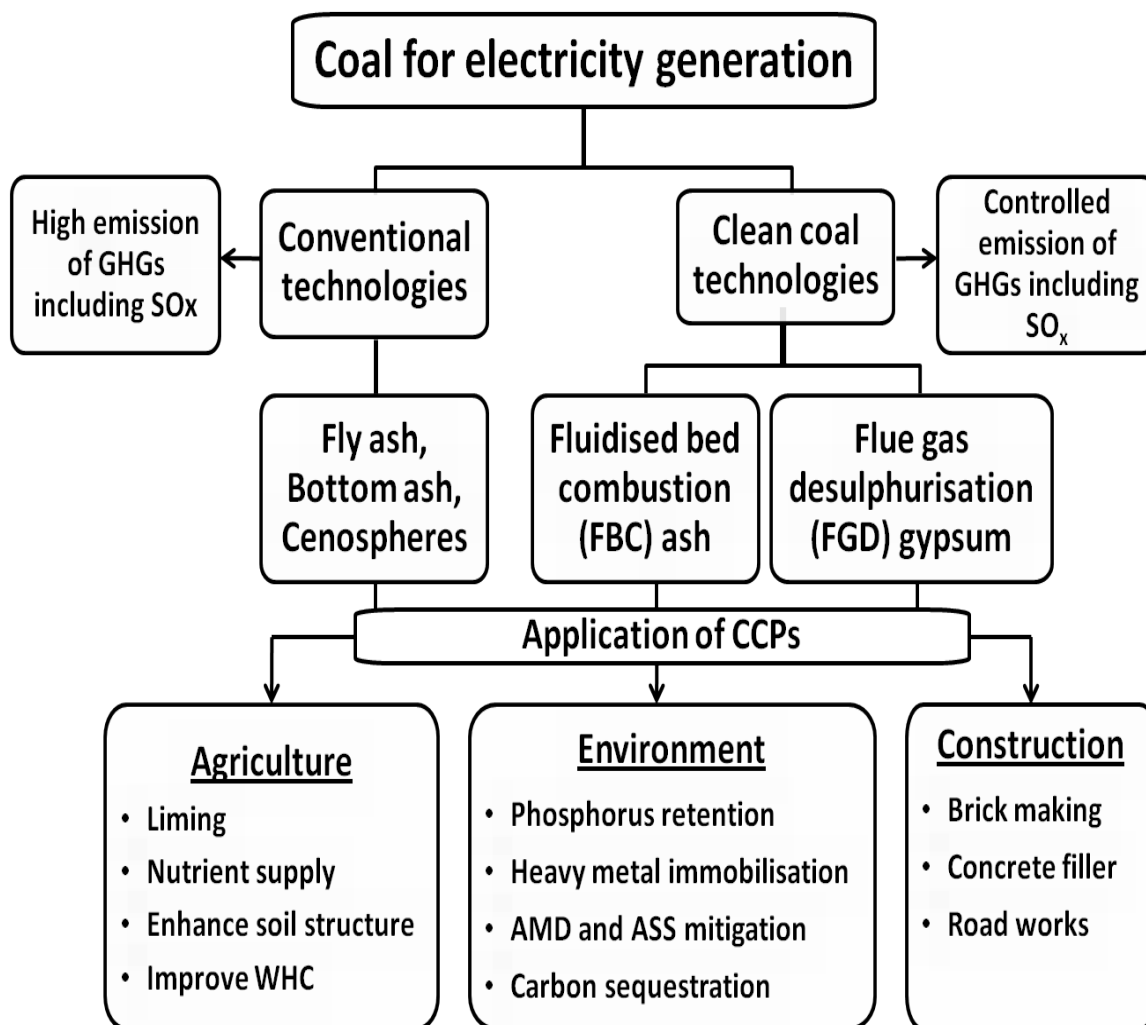 Coal for electricity generation
High emission
of GHGs
including SOx
Conventional
technologies
Clean coal
technologies
Controlled
emission of
GHGs including
SOx
Fly ash,
Bottom ash,
Cenospheres
Fluidised bed
combustion
(FBC) ash
Flue gas
desulphurisation
(FGD) gypsum
Application of CCPs
Agriculture
• Liming
• Nutrient supply
• Enhance soil structure
• Improve WHC
Environment
• Phosphorus retention
• Heavy metal immobilisation
• AMD and ASS mitigation
• Carbon sequestration
Construction
• Brick making
• Concrete filler
• Road works